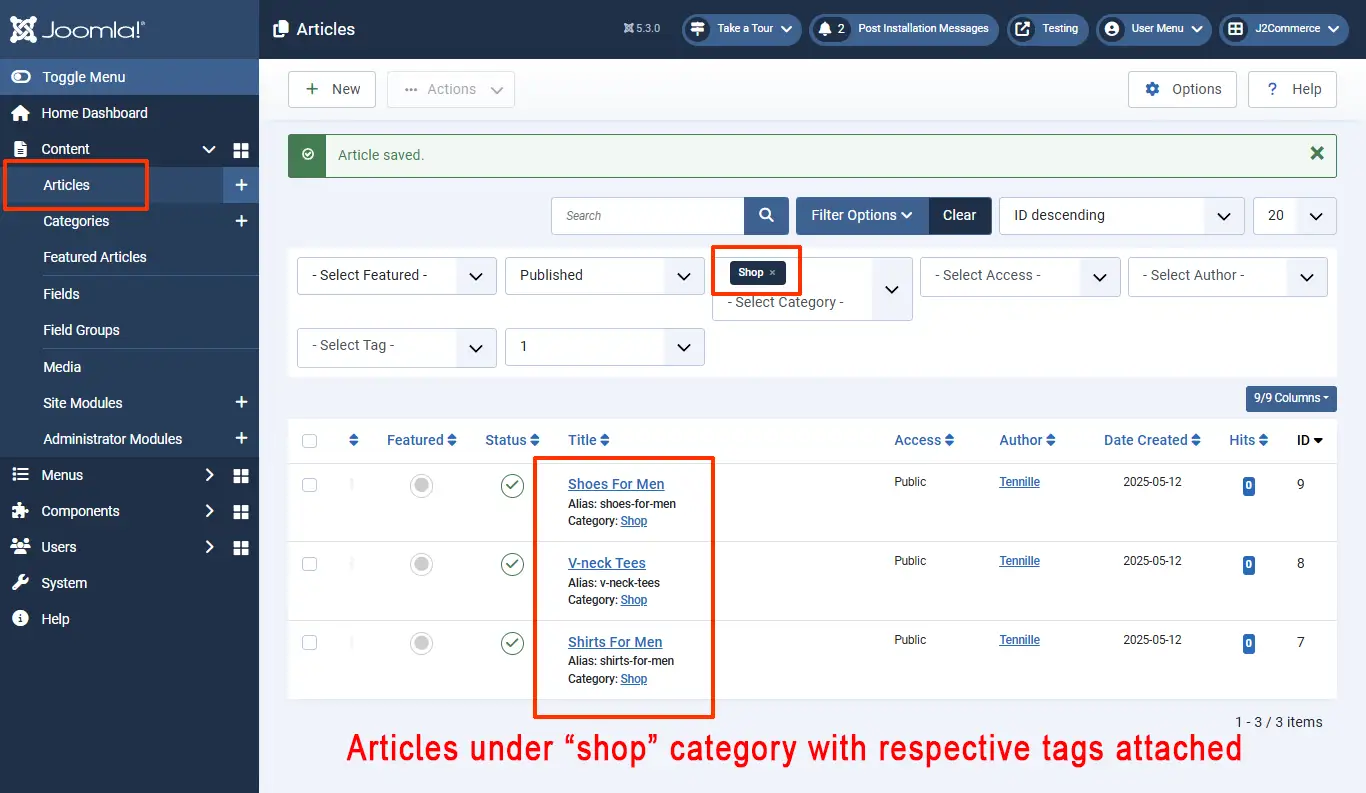 Joomla!
Articles
5.3.0
Take a Tour
2
Post Installation Messages
Testing
User Menu
J2Commerce
Toggle Menu
Home Dashboard
Content
Articles
Categories
Featured Articles
Fields
Field Groups
Media
Site Modules
Administrator Modules
Menus
Components
Users
System
Help
New
Actions
Options
? Help
Article saved.
Search
Filter Options
Clear
ID descending
20
- Select Featured -
Published
Shop ×
- Select Category -
- Select Access -
- Select Author -
- Select Tag -
1
9/9 Columns
Featured Status Title Access Author Date Created Hits ID
Shoes For Men Public Tennille 2025-05-12 0 9
Alias: shoes-for-men
Category: Shop
V-neck Tees Public Tennille 2025-05-12 0 8
Alias: v-neck-tees
Category: Shop
Shirts For Men Public Tennille 2025-05-12 0 7
Alias: shirts-for-men
Category: Shop
1 - 3 / 3 items
Articles under “shop” category with respective tags attached